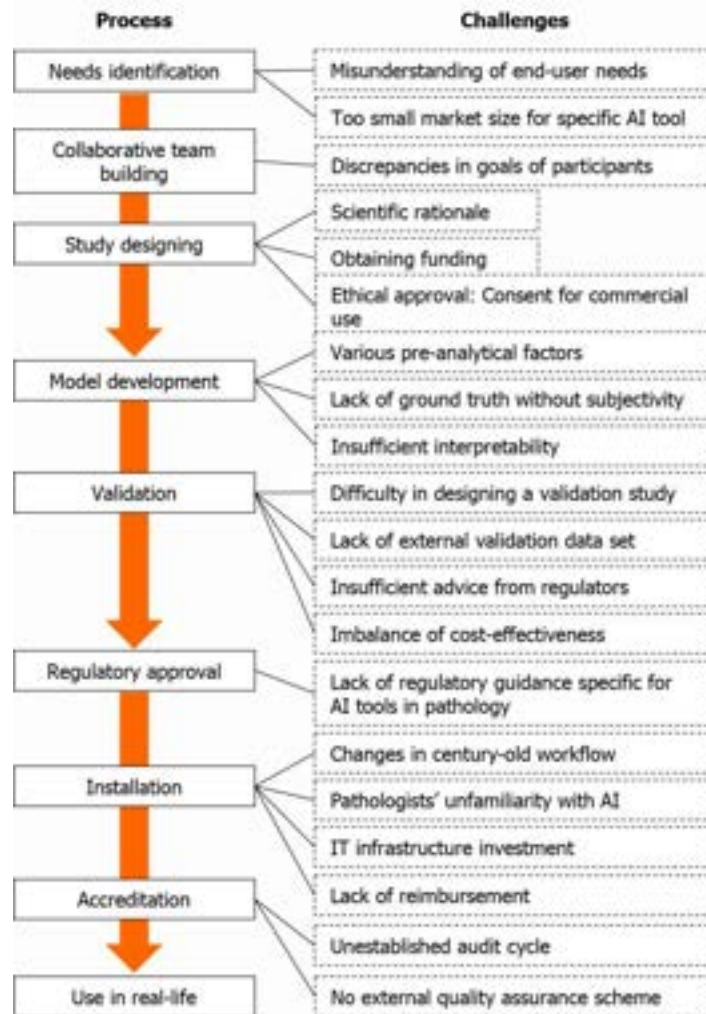 Process
Challenges
Needs identification
Misunderstanding of end-user needs
Too small market size for specific AI tool
Collaborative team
building
Discrepancies in goals of participants
Study designing
Scientific rationale
Obtaining funding
Ethical approval: Consent for commercial
use
Model development
Various pre-analytical factors
Lack of ground truth without subjectivity
Insufficient interpretability
Validation
Difficulty in designing a validation study
Lack of external validation data set
Insufficient advice from regulators
Imbalance of cost-effectiveness
Regulatory approval
Lack of regulatory guidance specific for
AI tools in pathology
Installation
Changes in century-old workflow
Pathologists’ unfamiliarity with AI
IT infrastructure investment
Lack of reimbursement
Accreditation
Unestablished audit cycle
No external quality assurance scheme
Use in real-life